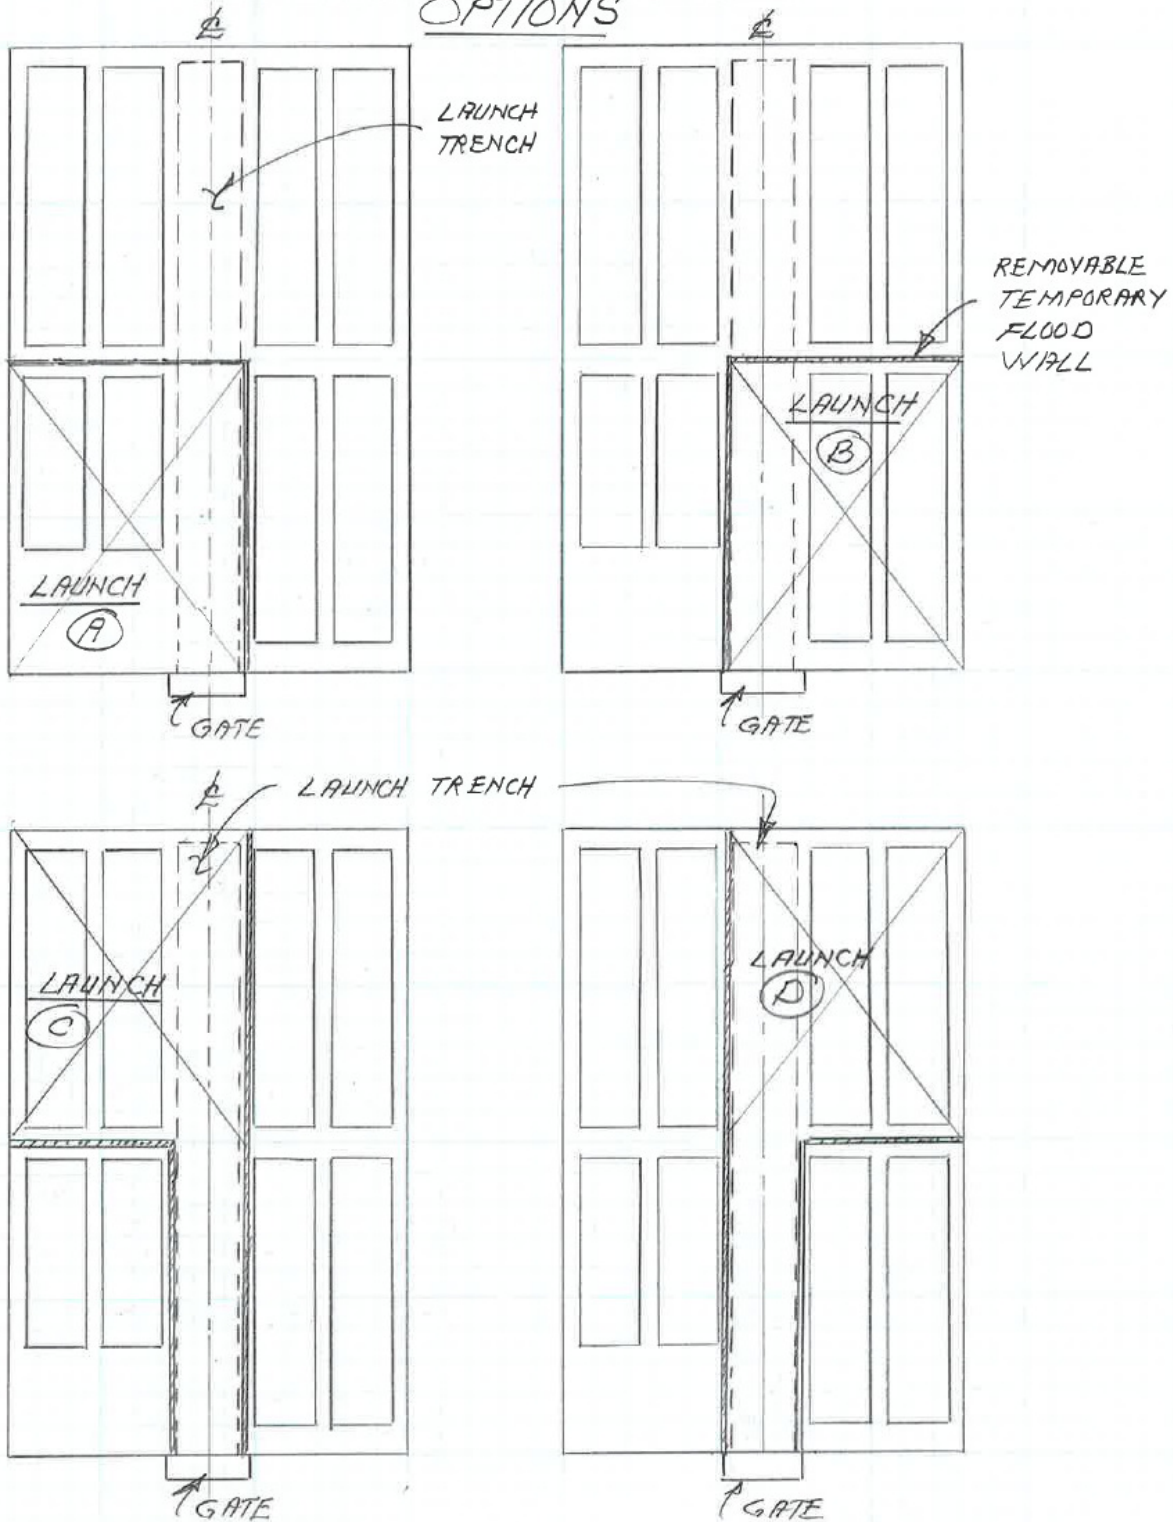 OPTIONS
℄
℄
LAUNCH
TRENCH
REMOVABLE
TEMPORARY
FLOOD
WALL
LAUNCH
B
LAUNCH
A
GATE
GATE
℄
LAUNCH TRENCH
LAUNCH
C
LAUNCH
D
GATE
GATE